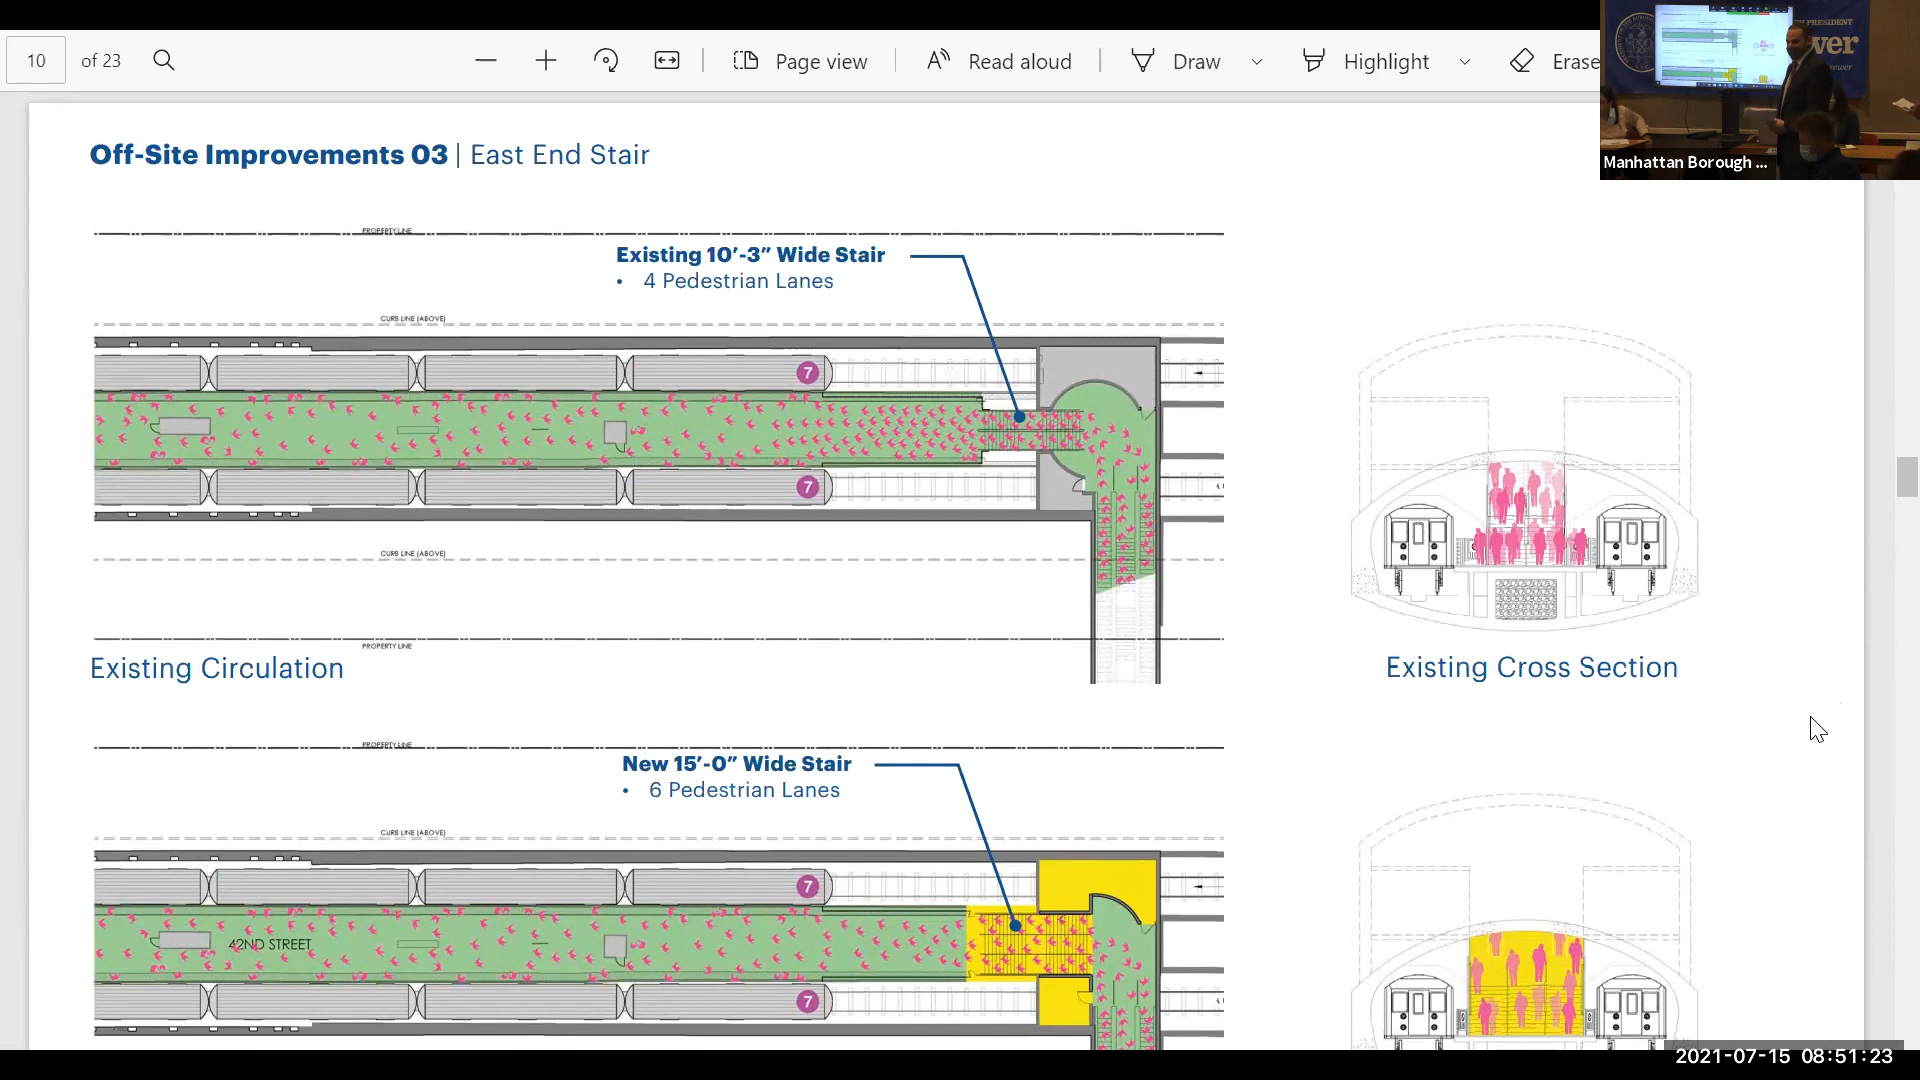 10 of 23 Page view Read aloud Draw Highlight Erase
PRESIDENT
Manhattan Borough ...
Off-Site Improvements 03 | East End Stair
PROPERTY LINE
Existing 10'-3" Wide Stair
• 4 Pedestrian Lanes
CURB LINE (ABOVE)
7
7
CURB LINE (ABOVE)
PROPERTY LINE
Existing Circulation
Existing Cross Section
PROPERTY LINE
New 15'-0" Wide Stair
• 6 Pedestrian Lanes
CURB LINE (ABOVE)
7
42ND STREET
7
2021-07-15 08:51:23